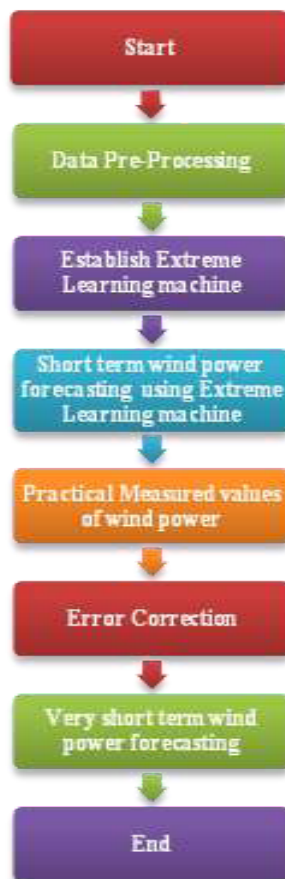 Start
Data Pre-Processing
Establish Extreme
Learning machine
Short term wind power
forecasting using Extreme
Learning machine
Practical Measured values
of wind power
Error Correction
Very short term wind
power forecasting
End